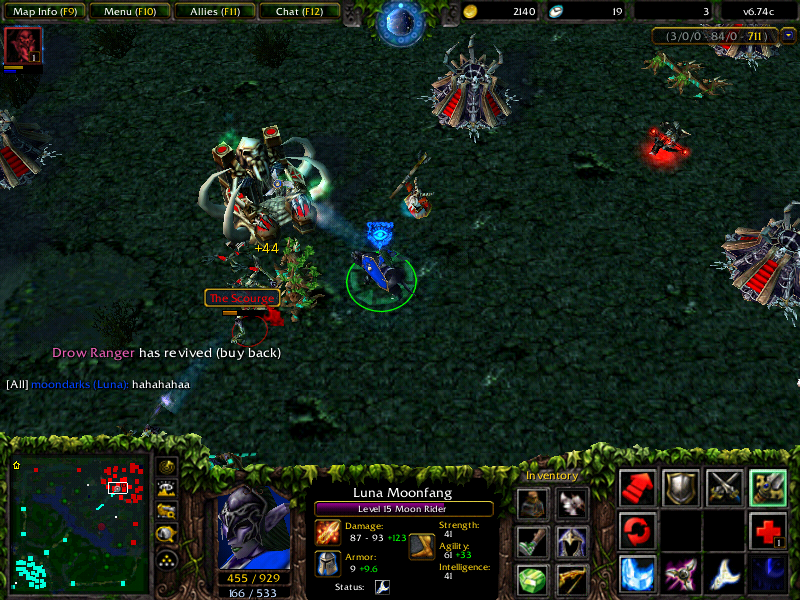 Map Info (F9) Menu (F10) Allies (F11) Chat (F12) 2140 19 3 v6.74c
(3/0/0 - 84/0 - 711)
1
+44
The Scourge
Drow Ranger has revived (buy back)
[All] moondarks (Luna): hahahahaa
Luna Moonfang
Level 15 Moon Rider
Damage:
87 - 93 +123
Armor:
9 +9.6
Status:
Strength:
41
Agility:
61 +33
Intelligence:
41
Inventory
1
455 / 929
166 / 533